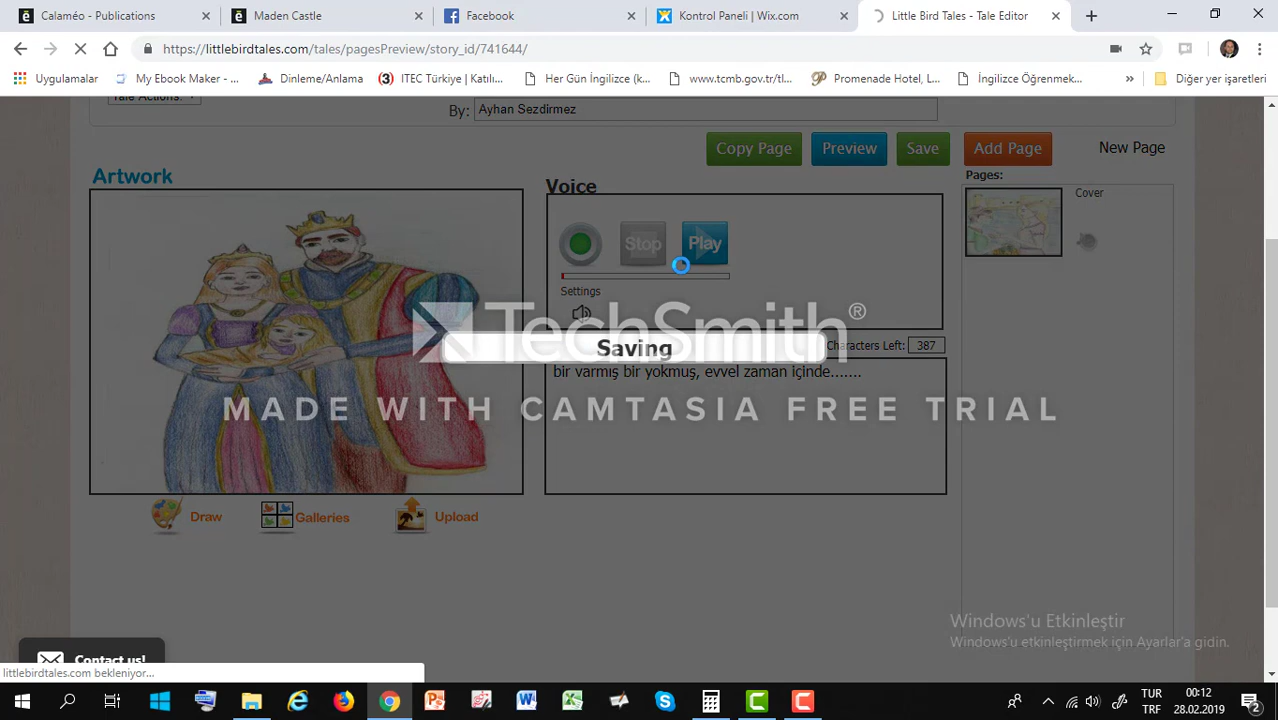 Calaméo - Publications
Maden Castle
Facebook
Kontrol Paneli | Wix.com
Little Bird Tales - Tale Editor
https://littlebirdtales.com/tales/pagesPreview/story_id/741644/
Uygulamalar
My Ebook Maker - ...
Dinleme/Anlama
ITEC Türkiye | Katılı...
Her Gün İngilizce (k...
www.tcmb.gov.tr/tl...
Promenade Hotel, L...
İngilizce Öğrenmek...
»
Diğer yer işaretleri
Tale Actions:
By: Ayhan Sezdirmez
Copy Page
Preview
Save
Add Page
New Page
Artwork
Voice
Pages:
Cover
Stop
Play
Settings
TechSmith®
Saving
Characters Left: 387
bir varmış bir yokmuş, evvel zaman içinde.......
MADE WITH CAMTASIA FREE TRIAL
Draw
Galleries
Upload
Windows'u Etkinleştir
Windows'u etkinleştirmek için Ayarlar'a gidin.
Contact us!
littlebirdtales.com bekleniyor...
TUR
TRF
00:12
28.02.2019
2